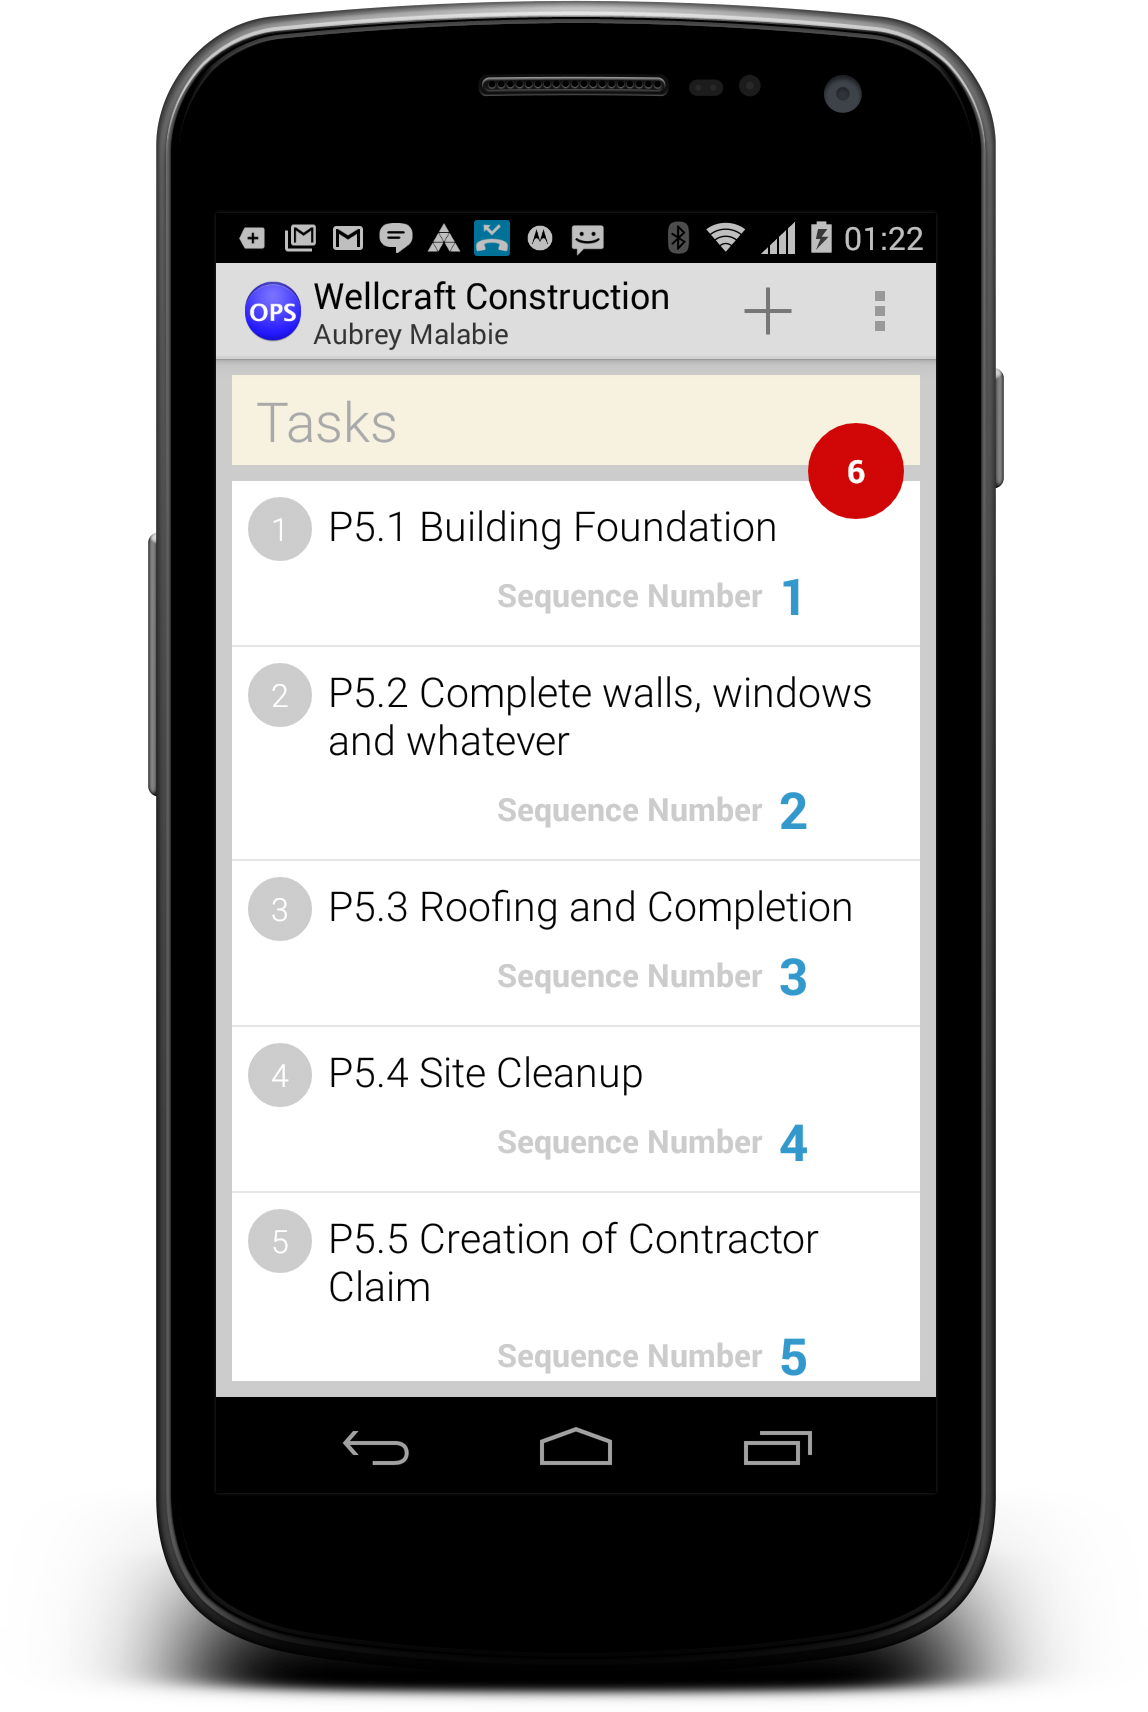 01:22
OPS
Wellcraft Construction
Aubrey Malabie
Tasks
6
1
P5.1 Building Foundation
Sequence Number 1
2
P5.2 Complete walls, windows
and whatever
Sequence Number 2
3
P5.3 Roofing and Completion
Sequence Number 3
4
P5.4 Site Cleanup
Sequence Number 4
5
P5.5 Creation of Contractor
Claim
Sequence Number 5